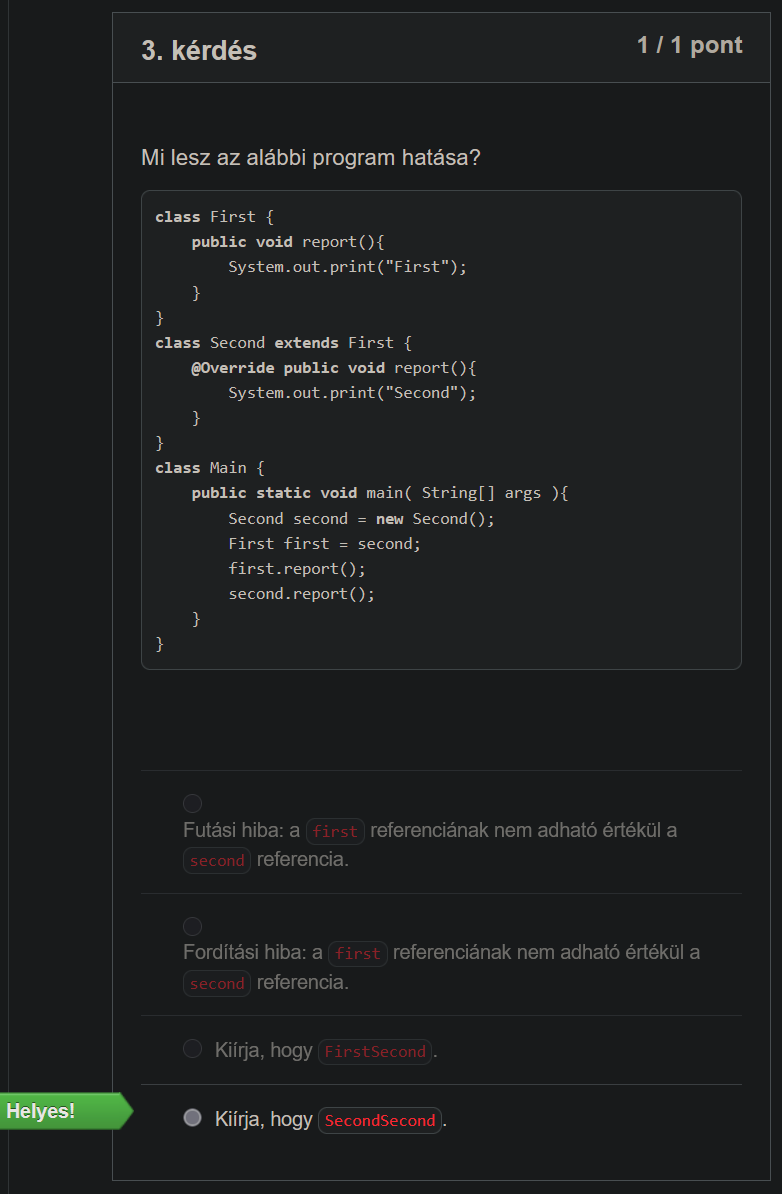 3. kérdés
1 / 1 pont
Mi lesz az alábbi program hatása?
class First {
    public void report(){
        System.out.print("First");
    }
}
class Second extends First {
    @Override public void report(){
        System.out.print("Second");
    }
}
class Main {
    public static void main( String[] args ){
        Second second = new Second();
        First first = second;
        first.report();
        second.report();
    }
}
Futási hiba: a first referenciának nem adható értékül a
second referencia.
Fordítási hiba: a first referenciának nem adható értékül a
second referencia.
Kiírja, hogy FirstSecond.
Helyes!
Kiírja, hogy SecondSecond.